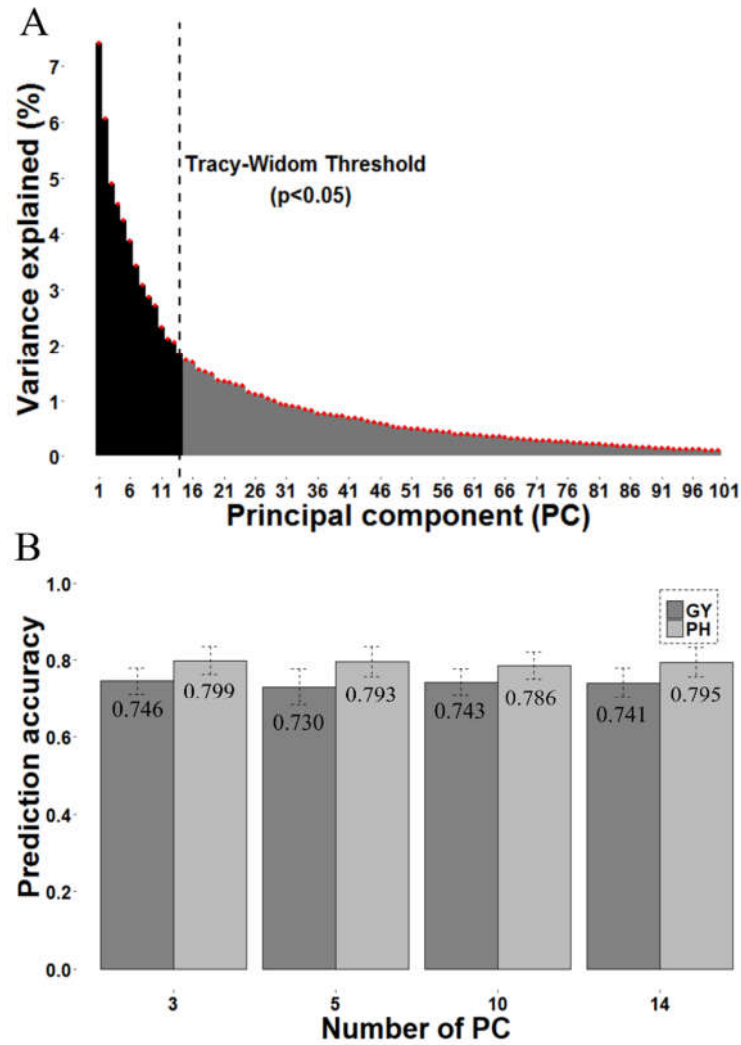 A
Variance explained (%)
7
6
5
4
3
2
1
0
Tracy-Widom Threshold
(p<0.05)
1 6 11 16 21 26 31 36 41 46 51 56 61 66 71 76 81 86 91 96 101
Principal component (PC)
B
Prediction accuracy
1.0
0.8
0.6
0.4
0.2
0.0
GY
PH
0.746 0.799 0.730 0.793 0.743 0.786 0.741 0.795
3 5 10 14
Number of PC